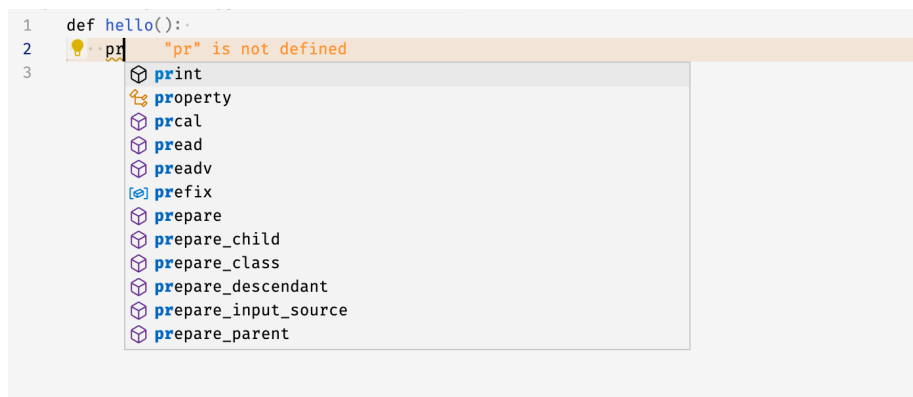 1 def hello():
2 pr "pr" is not defined
3
print
property
prcal
pread
preadv
prefix
prepare
prepare_child
prepare_class
prepare_descendant
prepare_input_source
prepare_parent